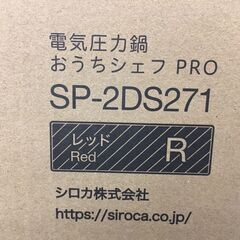 電気圧力鍋
おうちシェフ PRO
SP-2DS271
レッド
Red
R
シロカ株式会社
https://siroca.co.jp/